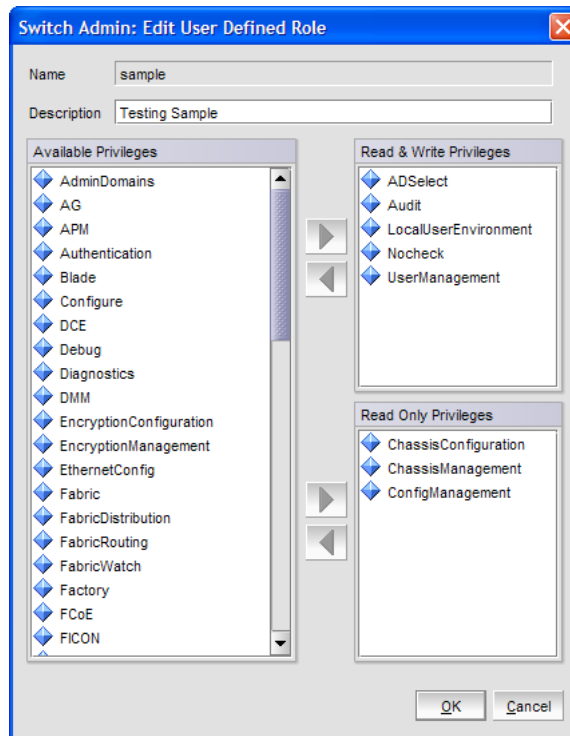 Switch Admin: Edit User Defined Role
Name sample
Description Testing Sample
Available Privileges
AdminDomains
AG
APM
Authentication
Blade
Configure
DCE
Debug
Diagnostics
DMM
EncryptionConfiguration
EncryptionManagement
EthernetConfig
Fabric
FabricDistribution
FabricRouting
FabricWatch
Factory
FCoE
FICON
Read & Write Privileges
ADSelect
Audit
LocalUserEnvironment
Nocheck
UserManagement
Read Only Privileges
ChassisConfiguration
ChassisManagement
ConfigManagement
OK Cancel